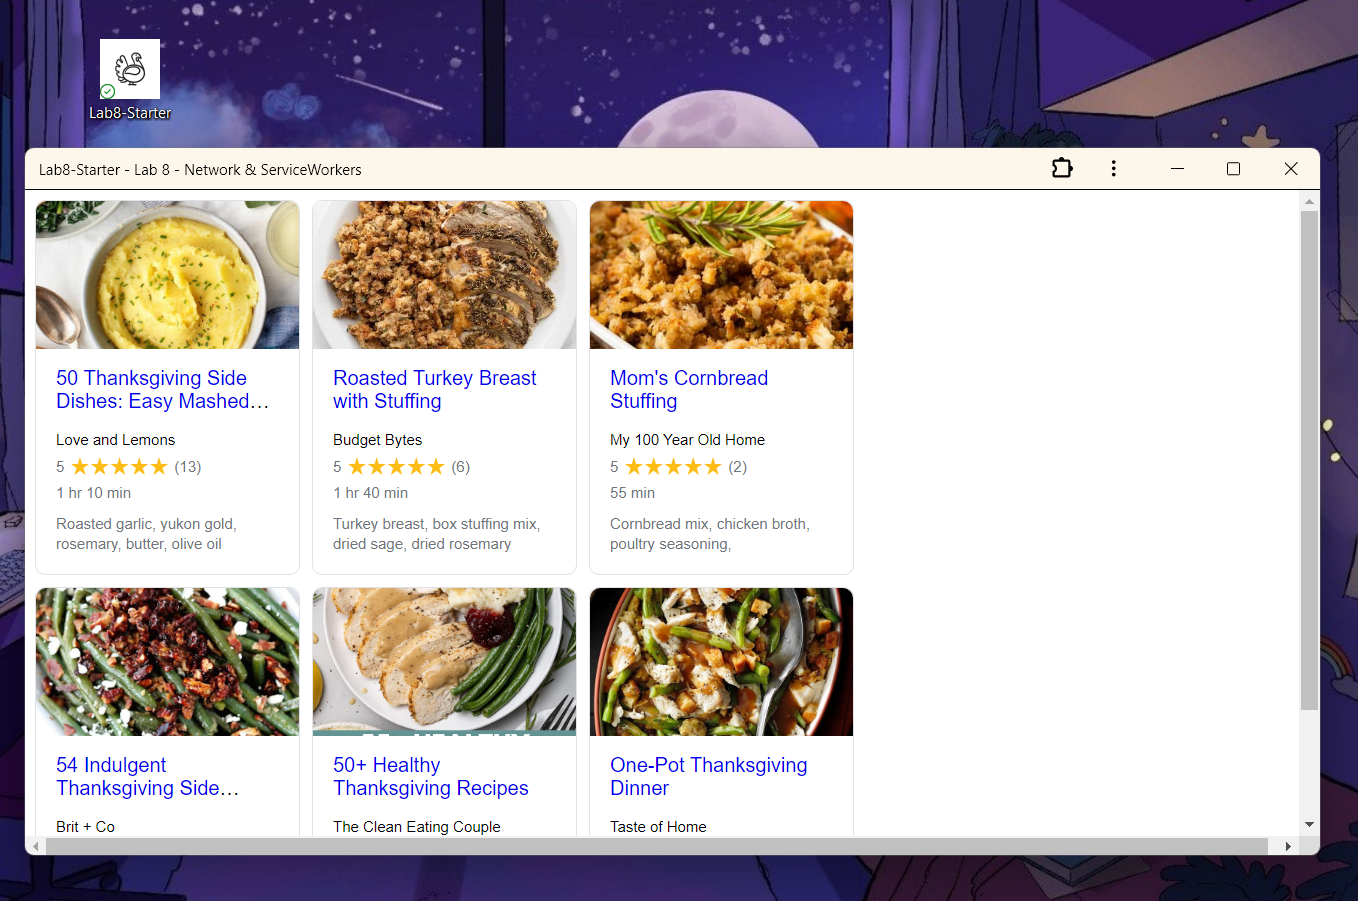 Lab8-Starter
Lab8-Starter - Lab 8 - Network & ServiceWorkers
50 Thanksgiving Side
Dishes: Easy Mashed…
Love and Lemons
5 ★★★★★ (13)
1 hr 10 min
Roasted garlic, yukon gold,
rosemary, butter, olive oil
Roasted Turkey Breast
with Stuffing
Budget Bytes
5 ★★★★★ (6)
1 hr 40 min
Turkey breast, box stuffing mix,
dried sage, dried rosemary
Mom's Cornbread
Stuffing
My 100 Year Old Home
5 ★★★★★ (2)
55 min
Cornbread mix, chicken broth,
poultry seasoning,
54 Indulgent
Thanksgiving Side…
Brit + Co
50+ Healthy
Thanksgiving Recipes
The Clean Eating Couple
One-Pot Thanksgiving
Dinner
Taste of Home